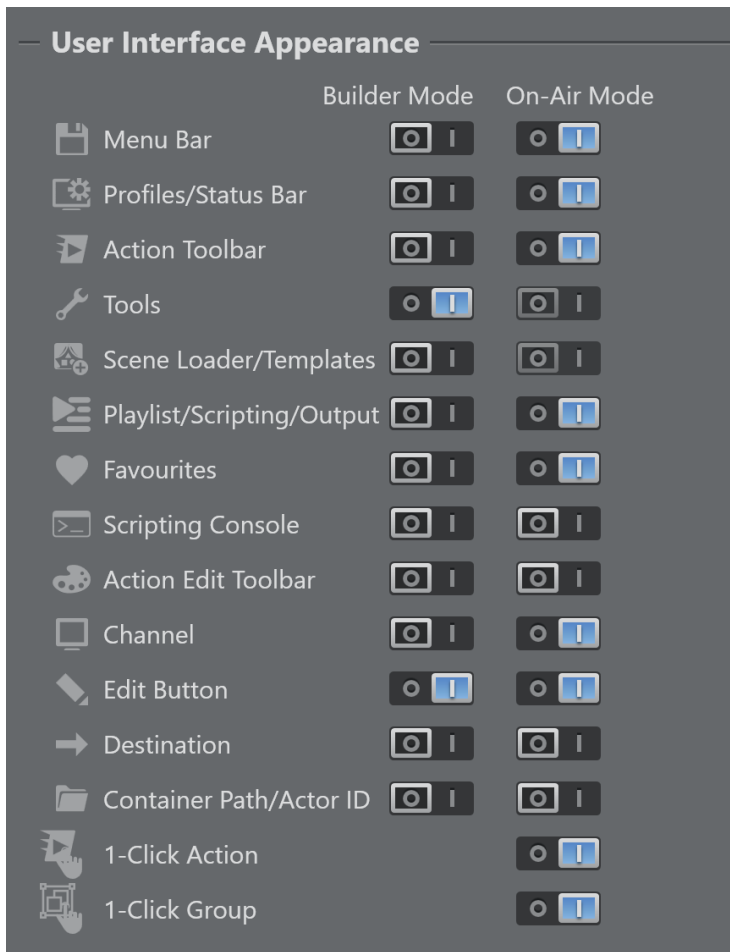 User Interface Appearance
Builder Mode On-Air Mode
Menu Bar
Profiles/Status Bar
Action Toolbar
Tools
Scene Loader/Templates
Playlist/Scripting/Output
Favourites
Scripting Console
Action Edit Toolbar
Channel
Edit Button
Destination
Container Path/Actor ID
1-Click Action
1-Click Group